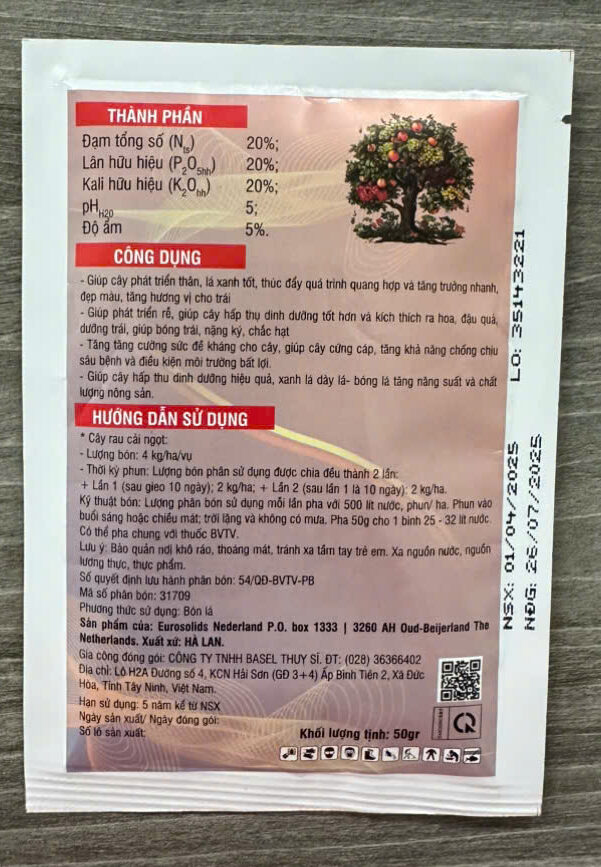 THÀNH PHẦN
Đạm tổng số (Nts) 20%;
Lân hữu hiệu (P2O5hh) 20%;
Kali hữu hiệu (K2Ohh) 20%;
pHH20 5;
Độ ẩm 5%.
CÔNG DỤNG
- Giúp cây phát triển thân, lá xanh tốt, thúc đẩy quá trình quang hợp và tăng trưởng nhanh,
đẹp màu, tăng hương vị cho trái
- Giúp phát triển rễ, giúp cây hấp thụ dinh dưỡng tốt hơn và kích thích ra hoa, đậu quả,
dưỡng trái, giúp bóng trái, nặng ký, chắc hạt
- Tăng tăng cường sức đề kháng cho cây, giúp cây cứng cáp, tăng khả năng chống chịu
sâu bệnh và điều kiện môi trường bất lợi.
- Giúp cây hấp thu dinh dưỡng hiệu quả, xanh lá dày lá- bóng lá tăng năng suất và chất
lượng nông sản.
HƯỚNG DẪN SỬ DỤNG
* Cây rau cải ngọt:
- Lượng bón: 4 kg/ha/vụ
- Thời kỳ phun: Lượng bón phân sử dụng được chia đều thành 2 lần:
+ Lần 1 (sau gieo 10 ngày); 2 kg/ha; + Lần 2 (sau lần 1 là 10 ngày): 2 kg/ha.
Kỹ thuật bón: Lượng phân bón sử dụng mỗi lần pha với 500 lít nước, phun/ ha. Phun vào
buổi sáng hoặc chiều mát; trời lặng và không có mưa. Pha 50g cho 1 bình 25 - 32 lít nước.
Có thể pha chung với thuốc BVTV.
Lưu ý: Bảo quản nơi khô ráo, thoáng mát, tránh xa tầm tay trẻ em. Xa nguồn nước, nguồn
lương thực, thực phẩm.
Số quyết định lưu hành phân bón: 54/QĐ-BVTV-PB
Mã số phân bón: 31709
Phương thức sử dụng: Bón lá
Sản phẩm của: Eurosolids Nederland P.O. box 1333 | 3260 AH Oud-Beijerland The
Netherlands. Xuất xứ: HÀ LAN.
Gia công đóng gói: CÔNG TY TNHH BASEL THỤY SĨ. ĐT: (028) 36366402
Địa chỉ: Lô H2A Đường số 4, KCN Hải Sơn (GĐ 3+4) Ấp Bình Tiền 2, Xã Đức
Hòa, Tỉnh Tây Ninh, Việt Nam.
Hạn sử dụng: 5 năm kể từ NSX
Ngày sản xuất/ Ngày đóng gói:
Số lô sản xuất:
Khối lượng tịnh: 50gr
NSX: 01/04/2025 LO: 35143221
NĐG: 26/07/2025